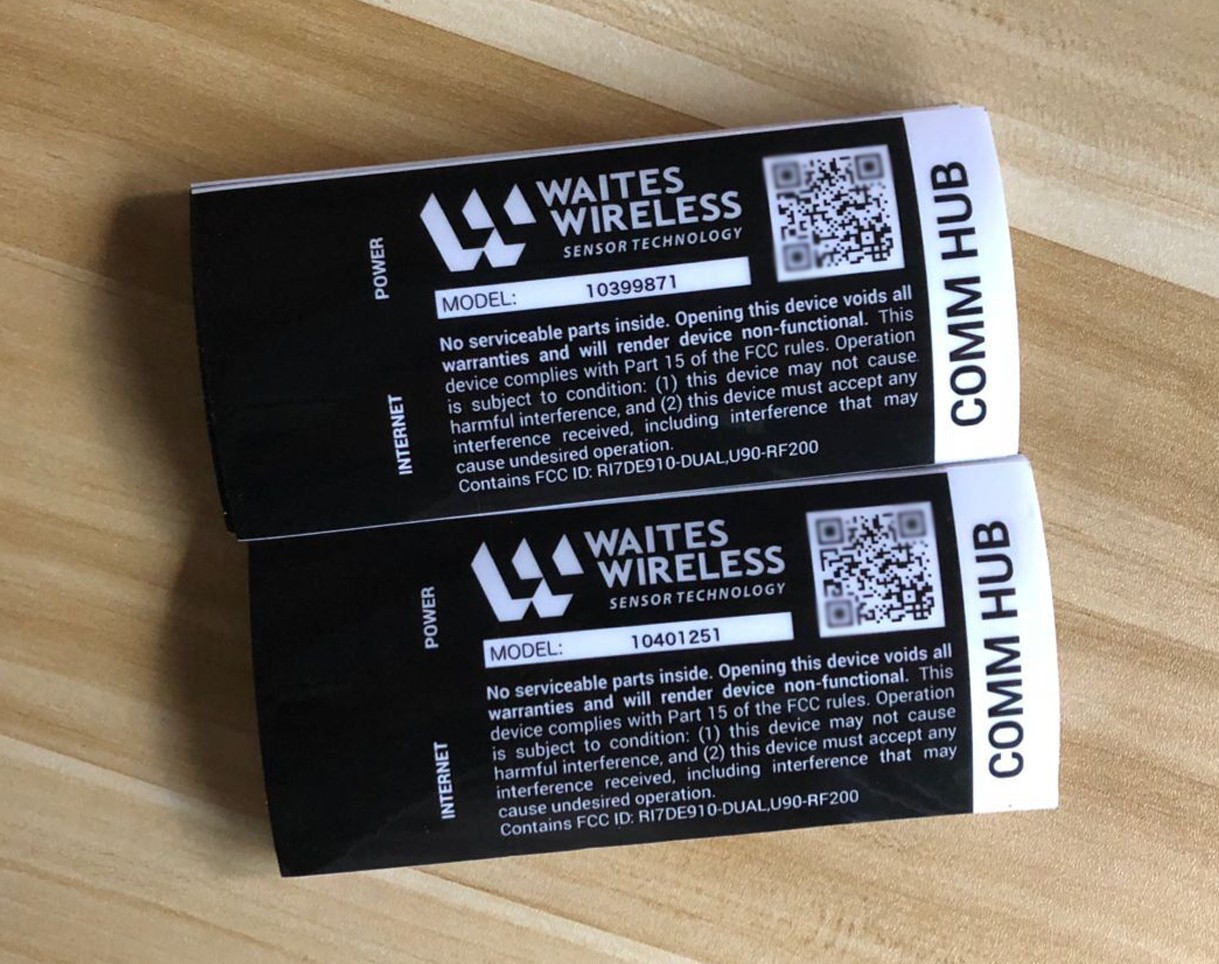 POWER
INTERNET
WAITES
WIRELESS
SENSOR TECHNOLOGY
MODEL: 10399871
No serviceable parts inside. Opening this device voids all
warranties and will render device non-functional. This
device complies with Part 15 of the FCC rules. Operation
is subject to condition: (1) this device may not cause
harmful interference, and (2) this device must accept any
interference received, including interference that may
cause undesired operation.
Contains FCC ID: RI7DE910-DUAL,U90-RF200
COMM HUB
POWER
INTERNET
WAITES
WIRELESS
SENSOR TECHNOLOGY
MODEL: 10401251
No serviceable parts inside. Opening this device voids all
warranties and will render device non-functional. This
device complies with Part 15 of the FCC rules. Operation
is subject to condition: (1) this device may not cause
harmful interference, and (2) this device must accept any
interference received, including interference that may
cause undesired operation.
Contains FCC ID: RI7DE910-DUAL,U90-RF200
COMM HUB